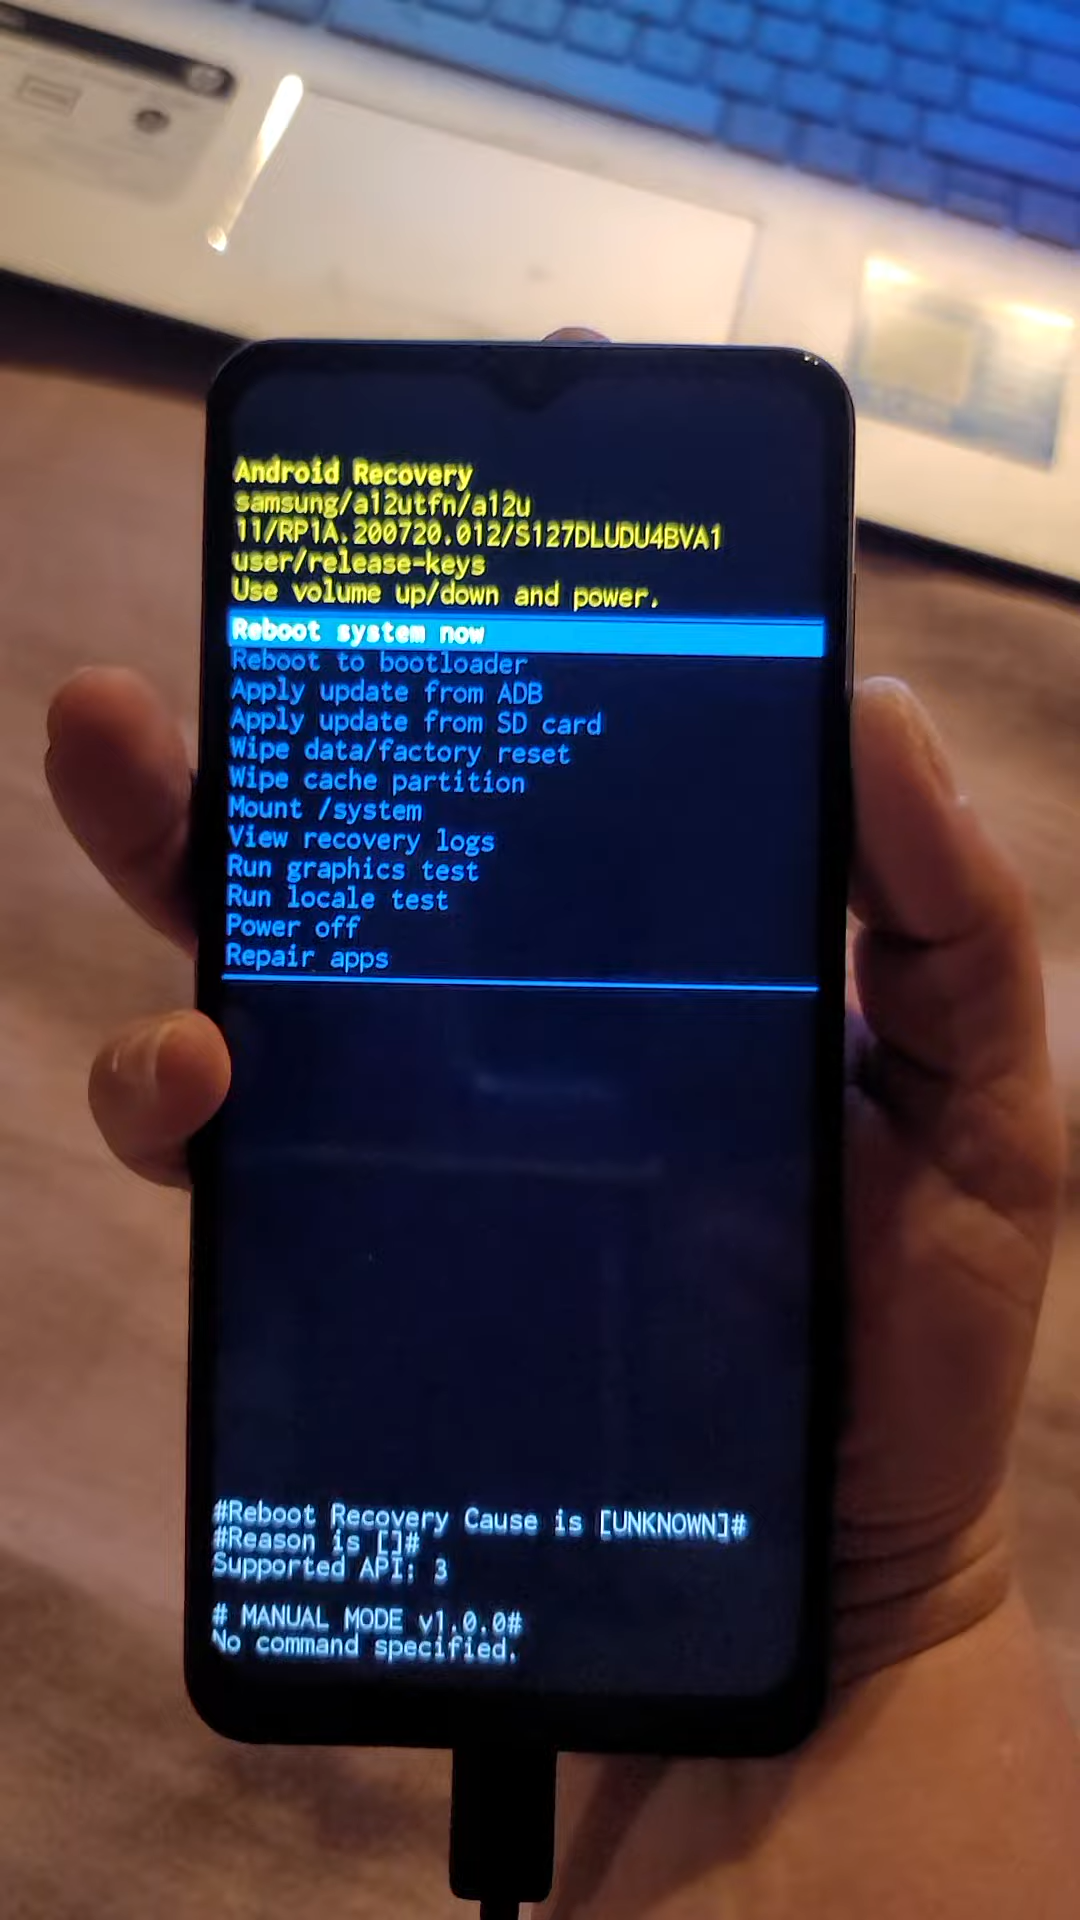 Android Recovery
samsung/a12utfn/a12u
11/RP1A.200720.012/S127DLUDU4BVA1
user/release-keys
Use volume up/down and power.
Reboot system now
Reboot to bootloader
Apply update from ADB
Apply update from SD card
Wipe data/factory reset
Wipe cache partition
Mount /system
View recovery logs
Run graphics test
Run locale test
Power off
Repair apps
#Reboot Recovery Cause is [UNKNOWN]#
#Reason is []#
Supported API: 3
# MANUAL MODE v1.0.0#
No command specified.